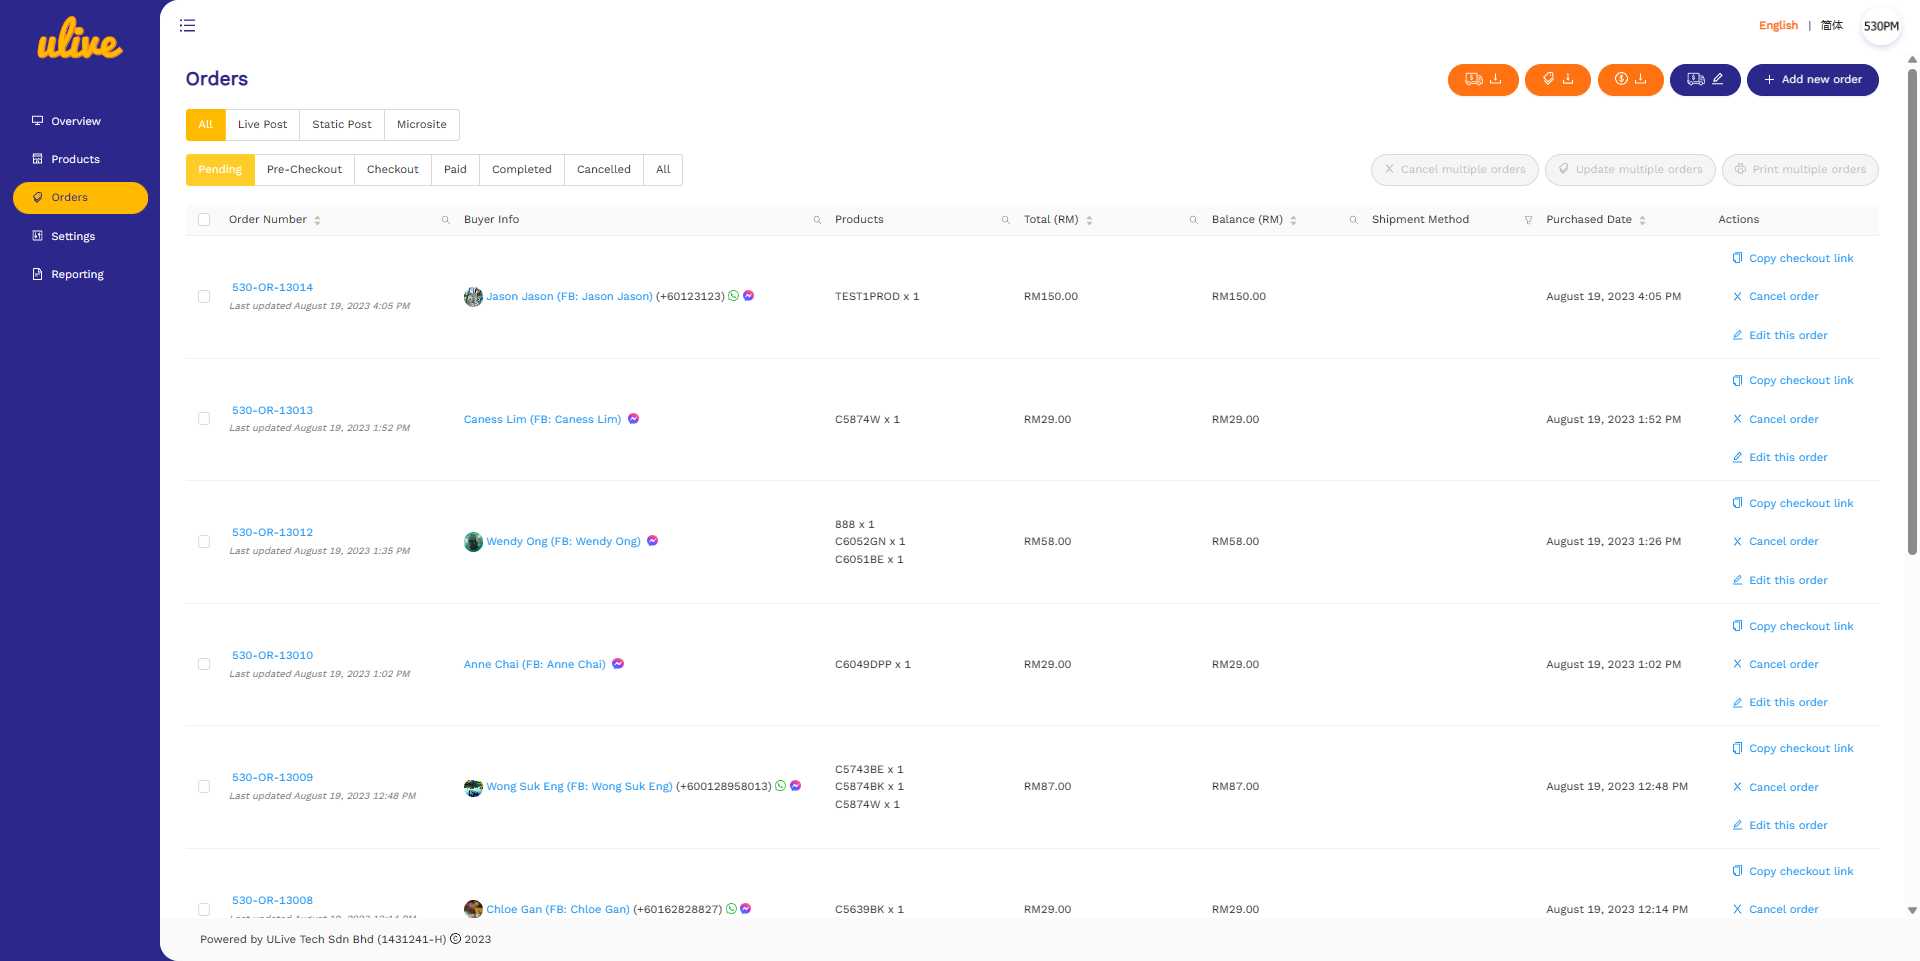 ulive
English | 简体 530PM
Overview
Products
Orders
Settings
Reporting
Orders
Add new order
All Live Post Static Post Microsite
Pending Pre-Checkout Checkout Paid Completed Cancelled All
Cancel multiple orders Update multiple orders Print multiple orders
Order Number Buyer Info Products Total (RM) Balance (RM) Shipment Method Purchased Date Actions
530-OR-13014
Last updated August 19, 2023 4:05 PM
Jason Jason (FB: Jason Jason) (+60123123)
TEST1PROD x 1
RM150.00
RM150.00
August 19, 2023 4:05 PM
Copy checkout link
Cancel order
Edit this order
530-OR-13013
Last updated August 19, 2023 1:52 PM
Caness Lim (FB: Caness Lim)
C5874W x 1
RM29.00
RM29.00
August 19, 2023 1:52 PM
Copy checkout link
Cancel order
Edit this order
530-OR-13012
Last updated August 19, 2023 1:35 PM
Wendy Ong (FB: Wendy Ong)
888 x 1
C6052GN x 1
C6051BE x 1
RM58.00
RM58.00
August 19, 2023 1:26 PM
Copy checkout link
Cancel order
Edit this order
530-OR-13010
Last updated August 19, 2023 1:02 PM
Anne Chai (FB: Anne Chai)
C6049DPP x 1
RM29.00
RM29.00
August 19, 2023 1:02 PM
Copy checkout link
Cancel order
Edit this order
530-OR-13009
Last updated August 19, 2023 12:48 PM
Wong Suk Eng (FB: Wong Suk Eng) (+600128958013)
C5743BE x 1
C5874BK x 1
C5874W x 1
RM87.00
RM87.00
August 19, 2023 12:48 PM
Copy checkout link
Cancel order
Edit this order
530-OR-13008
Chloe Gan (FB: Chloe Gan) (+60162828827)
C5639BK x 1
RM29.00
RM29.00
August 19, 2023 12:14 PM
Copy checkout link
Cancel order
Powered by ULive Tech Sdn Bhd (1431241-H) © 2023